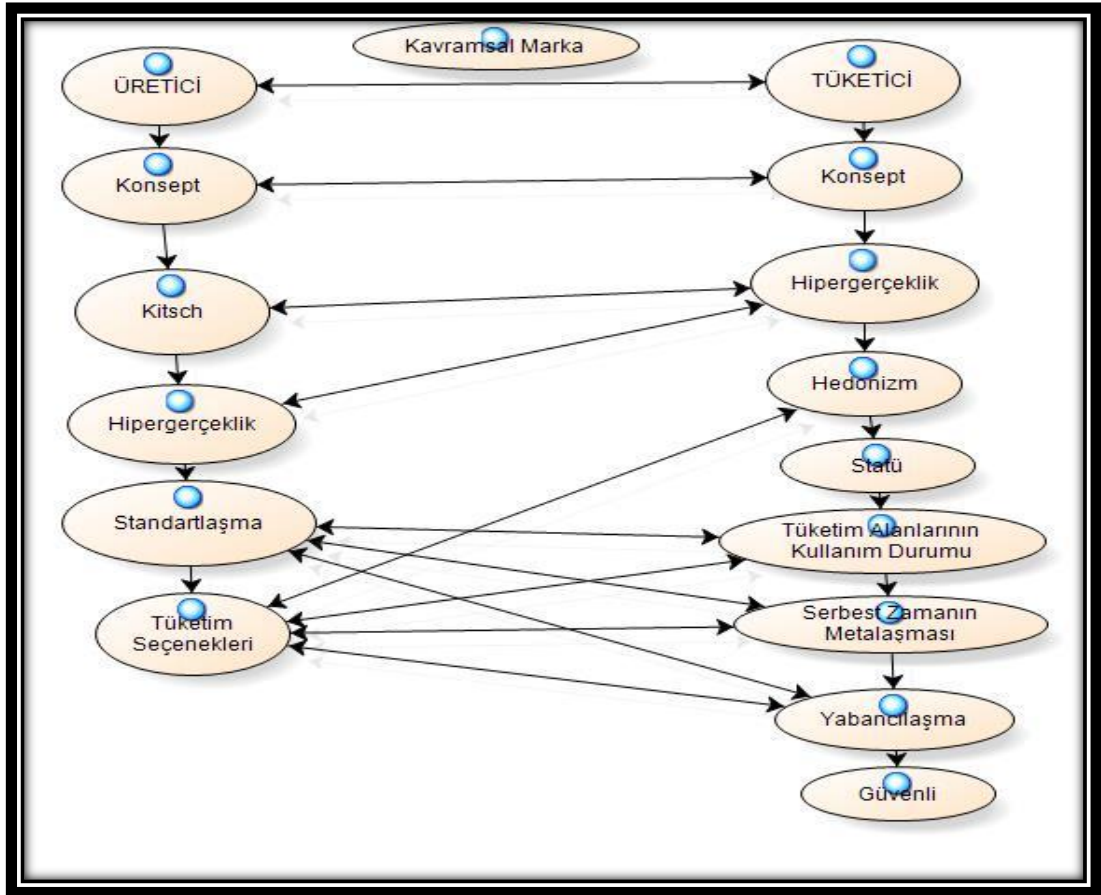 Kavramsal Marka
ÜRETİCİ
TÜKETİCİ
Konsept
Konsept
Kitsch
Hipergerçeklik
Hipergerçeklik
Hedonizm
Statü
Standartlaşma
Tüketim Alanlarının
Kullanım Durumu
Tüketim
Seçenekleri
Serbest Zamanın
Metalaşması
Yabancılaşma
Güvenli